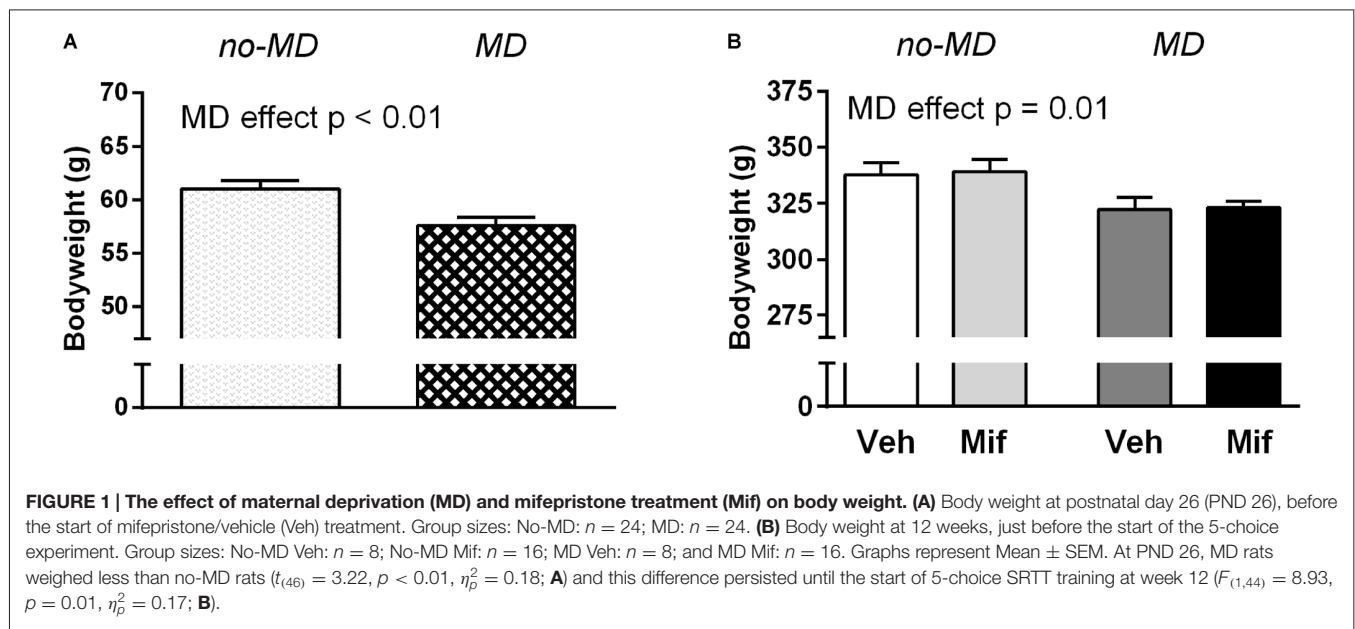 A
no-MD MD
MD effect p < 0.01
Bodyweight (g)
70
65
60
55
50
0
B
no-MD MD
MD effect p = 0.01
Bodyweight (g)
375
350
325
300
275
0
Veh Mif Veh Mif
FIGURE 1 | The effect of maternal deprivation (MD) and mifepristone treatment (Mif) on body weight. (A) Body weight at postnatal day 26 (PND 26), before
the start of mifepristone/vehicle (Veh) treatment. Group sizes: No-MD: n = 24; MD: n = 24. (B) Body weight at 12 weeks, just before the start of the 5-choice
experiment. Group sizes: No-MD Veh: n = 8; No-MD Mif: n = 16; MD Veh: n = 8; and MD Mif: n = 16. Graphs represent Mean ± SEM. At PND 26, MD rats
weighed less than no-MD rats (t(46) = 3.22, p < 0.01, η²p = 0.18; A) and this difference persisted until the start of 5-choice SRTT training at week 12 (F(1,44) = 8.93,
p = 0.01, η²p = 0.17; B).